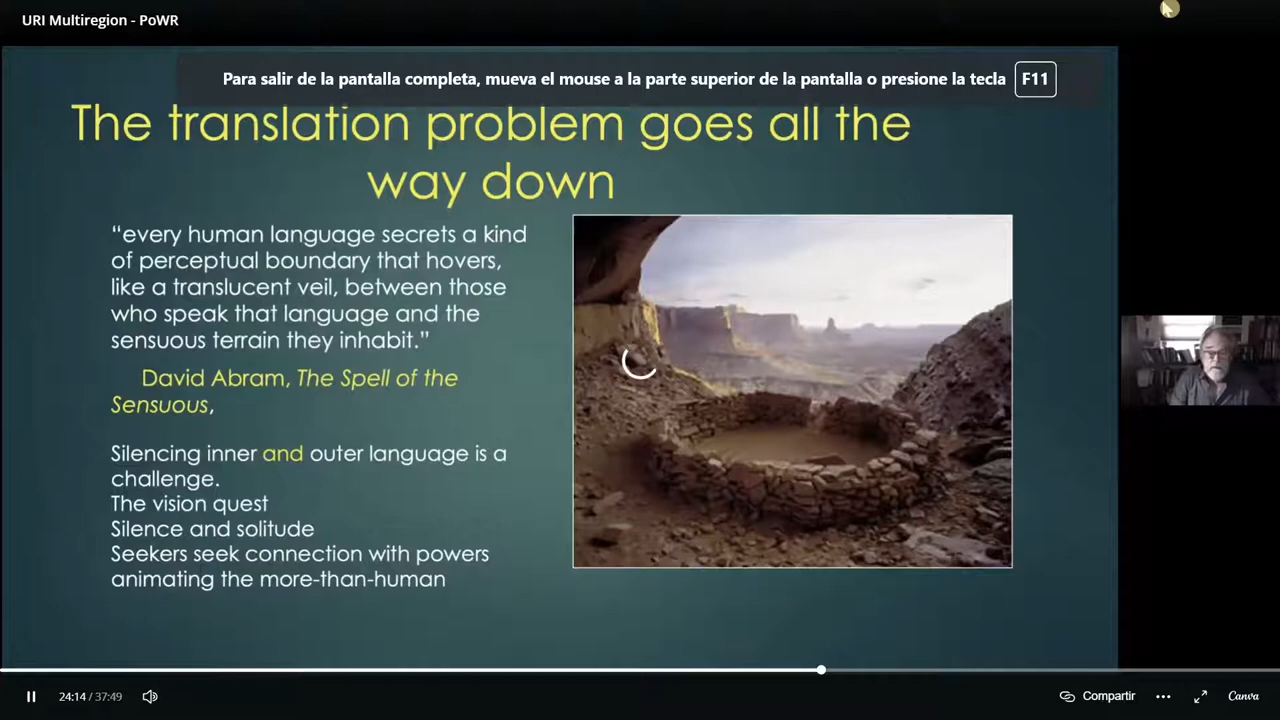 URI Multiregion - PoWR
Para salir de la pantalla completa, mueva el mouse a la parte superior de la pantalla o presione la tecla F11
The translation problem goes all the
way down
“every human language secrets a kind
of perceptual boundary that hovers,
like a translucent veil, between those
who speak that language and the
sensuous terrain they inhabit.”
David Abram, The Spell of the
Sensuous,
Silencing inner and outer language is a
challenge.
The vision quest
Silence and solitude
Seekers seek connection with powers
animating the more-than-human
24:14 / 37:49
Compartir
Canva